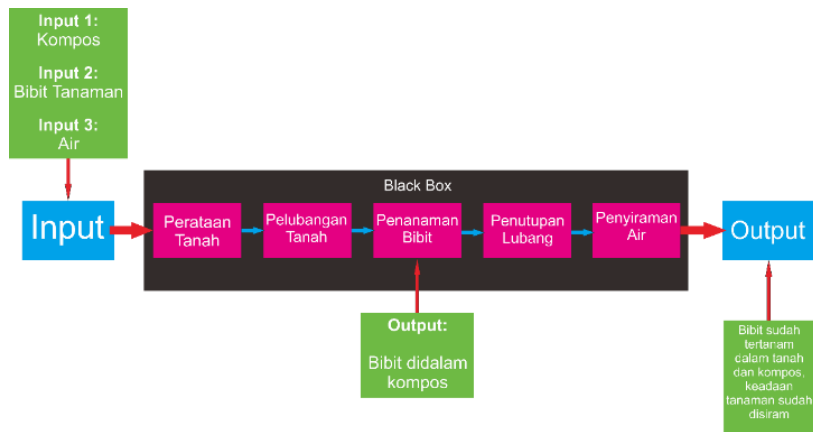 Input 1:
Kompos
Input 2:
Bibit Tanaman
Input 3:
Air
Input
Black Box
Perataan
Tanah
Pelubangan
Tanah
Penanaman
Bibit
Penutupan
Lubang
Penyiraman
Air
Output
Output:
Bibit didalam
kompos
Bibit sudah
tertanam
dalam tanah
dan kompos,
keadaan
tanaman sudah
disiram